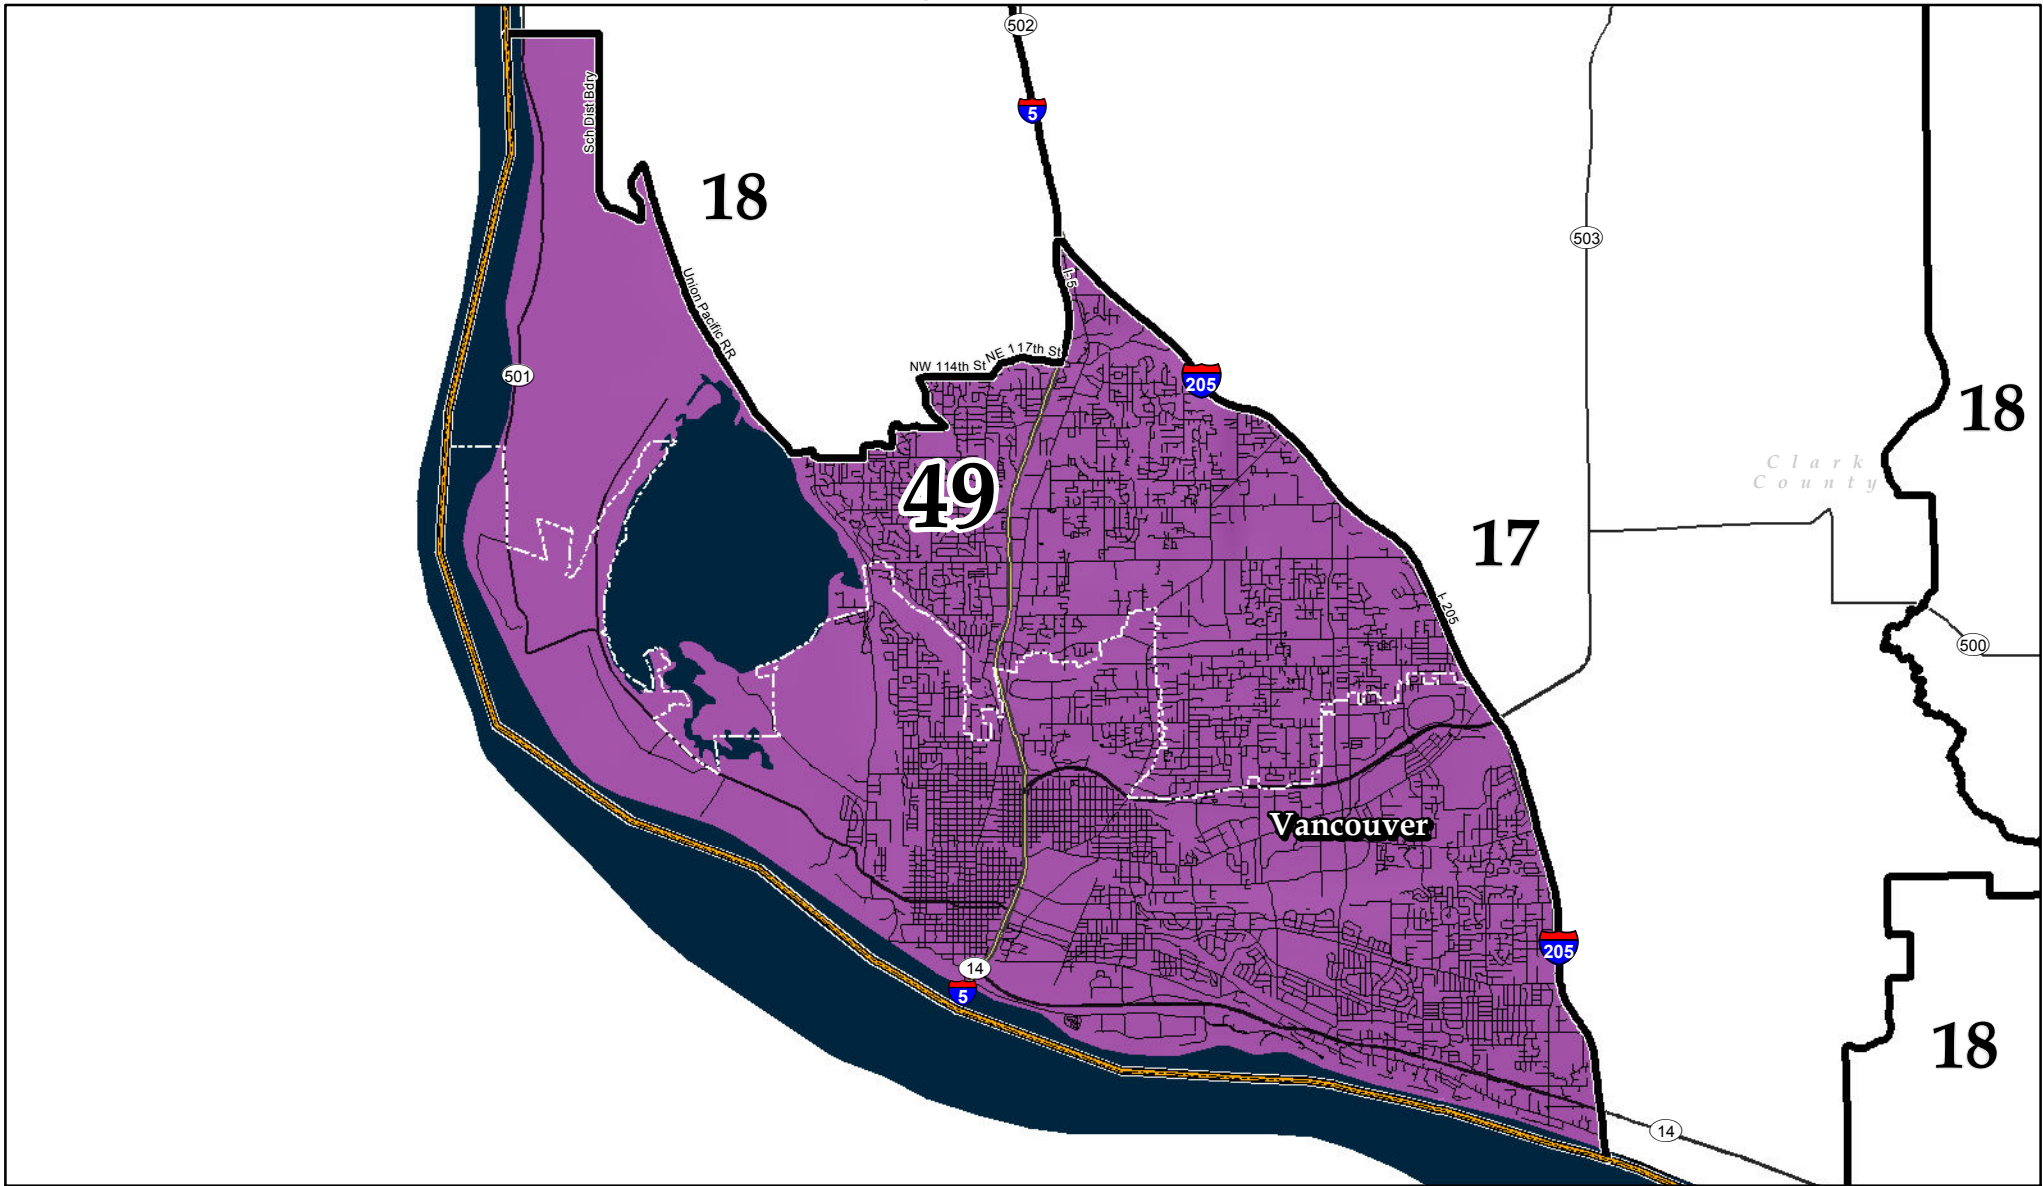 502
Sch Dist Bdry
5
18
503
I-5
Union Pacific RR
NW 114th St
NE 117th St
501
205
18
Clark
County
49
17
I-205
500
Vancouver
205
14
5
18
14